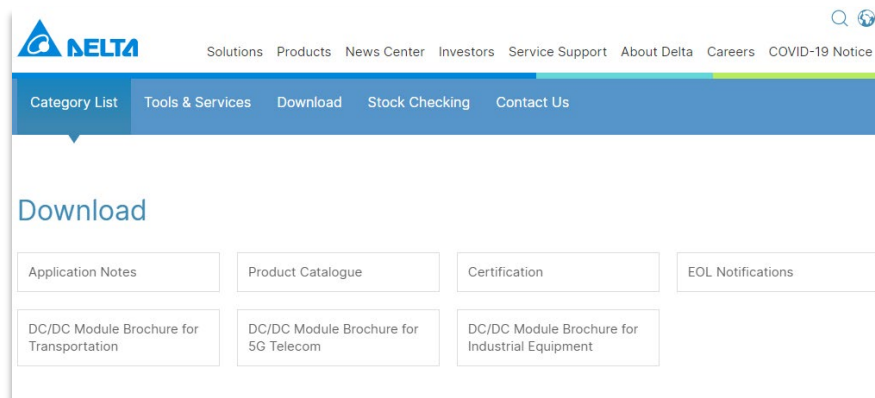 DELTA
Solutions Products News Center Investors Service Support About Delta Careers COVID-19 Notice
Category List Tools & Services Download Stock Checking Contact Us
Download
Application Notes
Product Catalogue
Certification
EOL Notifications
DC/DC Module Brochure for
Transportation
DC/DC Module Brochure for
5G Telecom
DC/DC Module Brochure for
Industrial Equipment